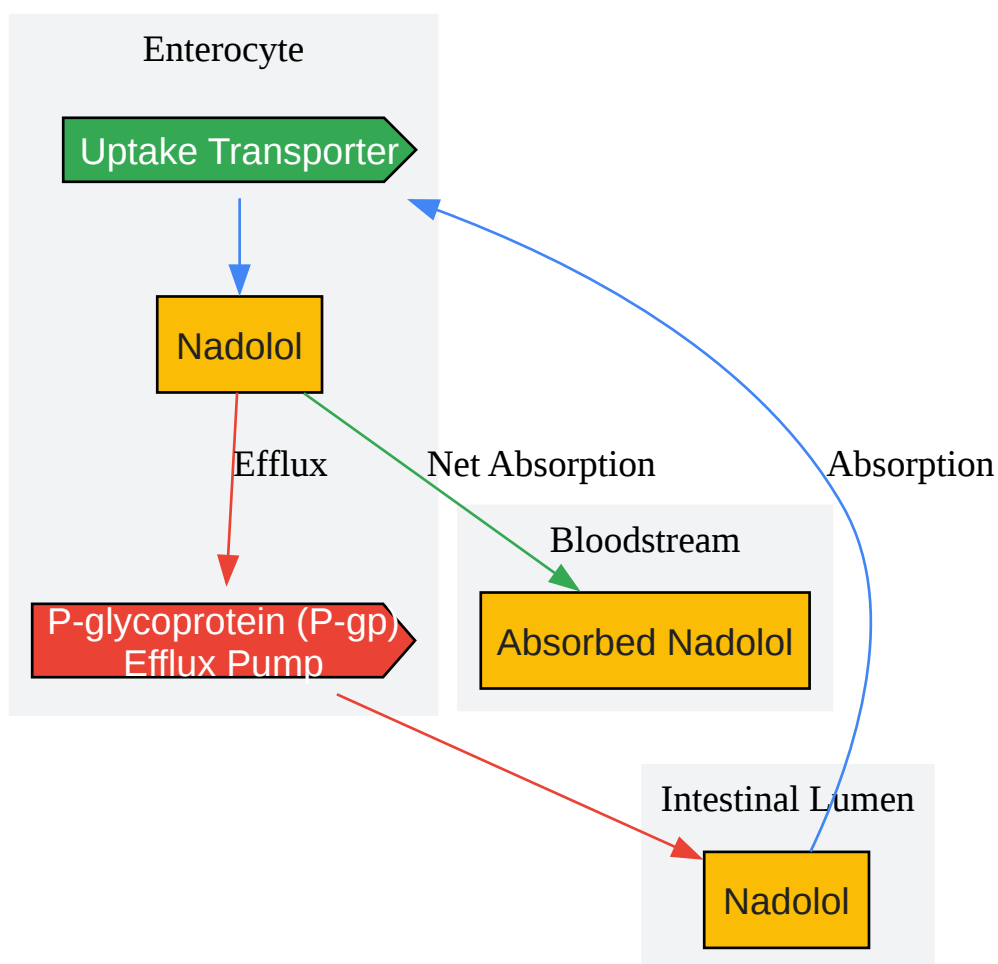 Enterocyte
Uptake Transporter
Nadolol
Efflux
Net Absorption
Absorption
Bloodstream
Absorbed Nadolol
P-glycoprotein (P-gp)
Efflux Pump
Intestinal Lumen
Nadolol